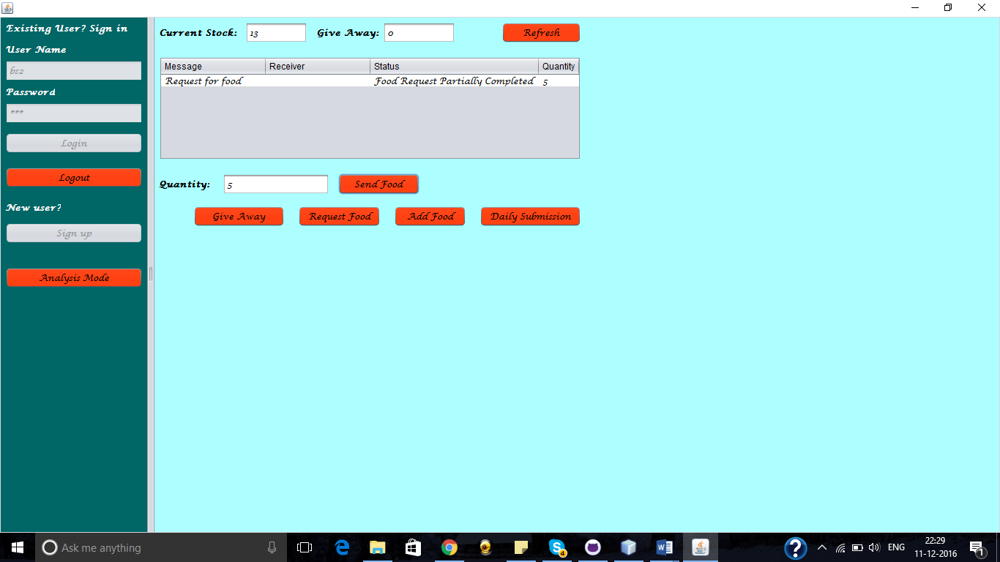 Existing User? Sign in
User Name
bs2
Password
***
Login
Logout
New user?
Sign up
Analysis Mode
Current Stock: 13 Give Away: 0 Refresh
Message Receiver Status Quantity
Request for food Food Request Partially Completed 5
Quantity: 5 Send Food
Give Away Request Food Add Food Daily Submission
Ask me anything
4
W
ENG
22:29
11-12-2016
1